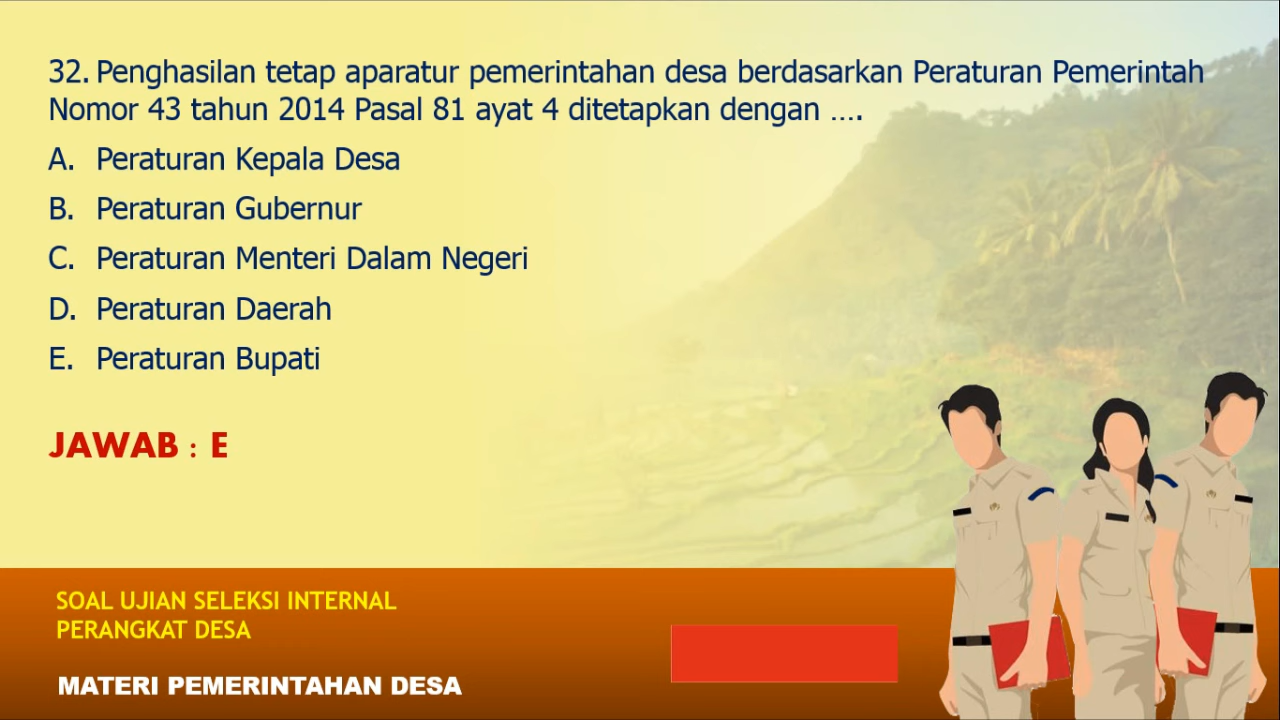 32. Penghasilan tetap aparatur pemerintahan desa berdasarkan Peraturan Pemerintah
Nomor 43 tahun 2014 Pasal 81 ayat 4 ditetapkan dengan ….
A. Peraturan Kepala Desa
B. Peraturan Gubernur
C. Peraturan Menteri Dalam Negeri
D. Peraturan Daerah
E. Peraturan Bupati
JAWAB : E
SOAL UJIAN SELEKSI INTERNAL
PERANGKAT DESA
MATERI PEMERINTAHAN DESA